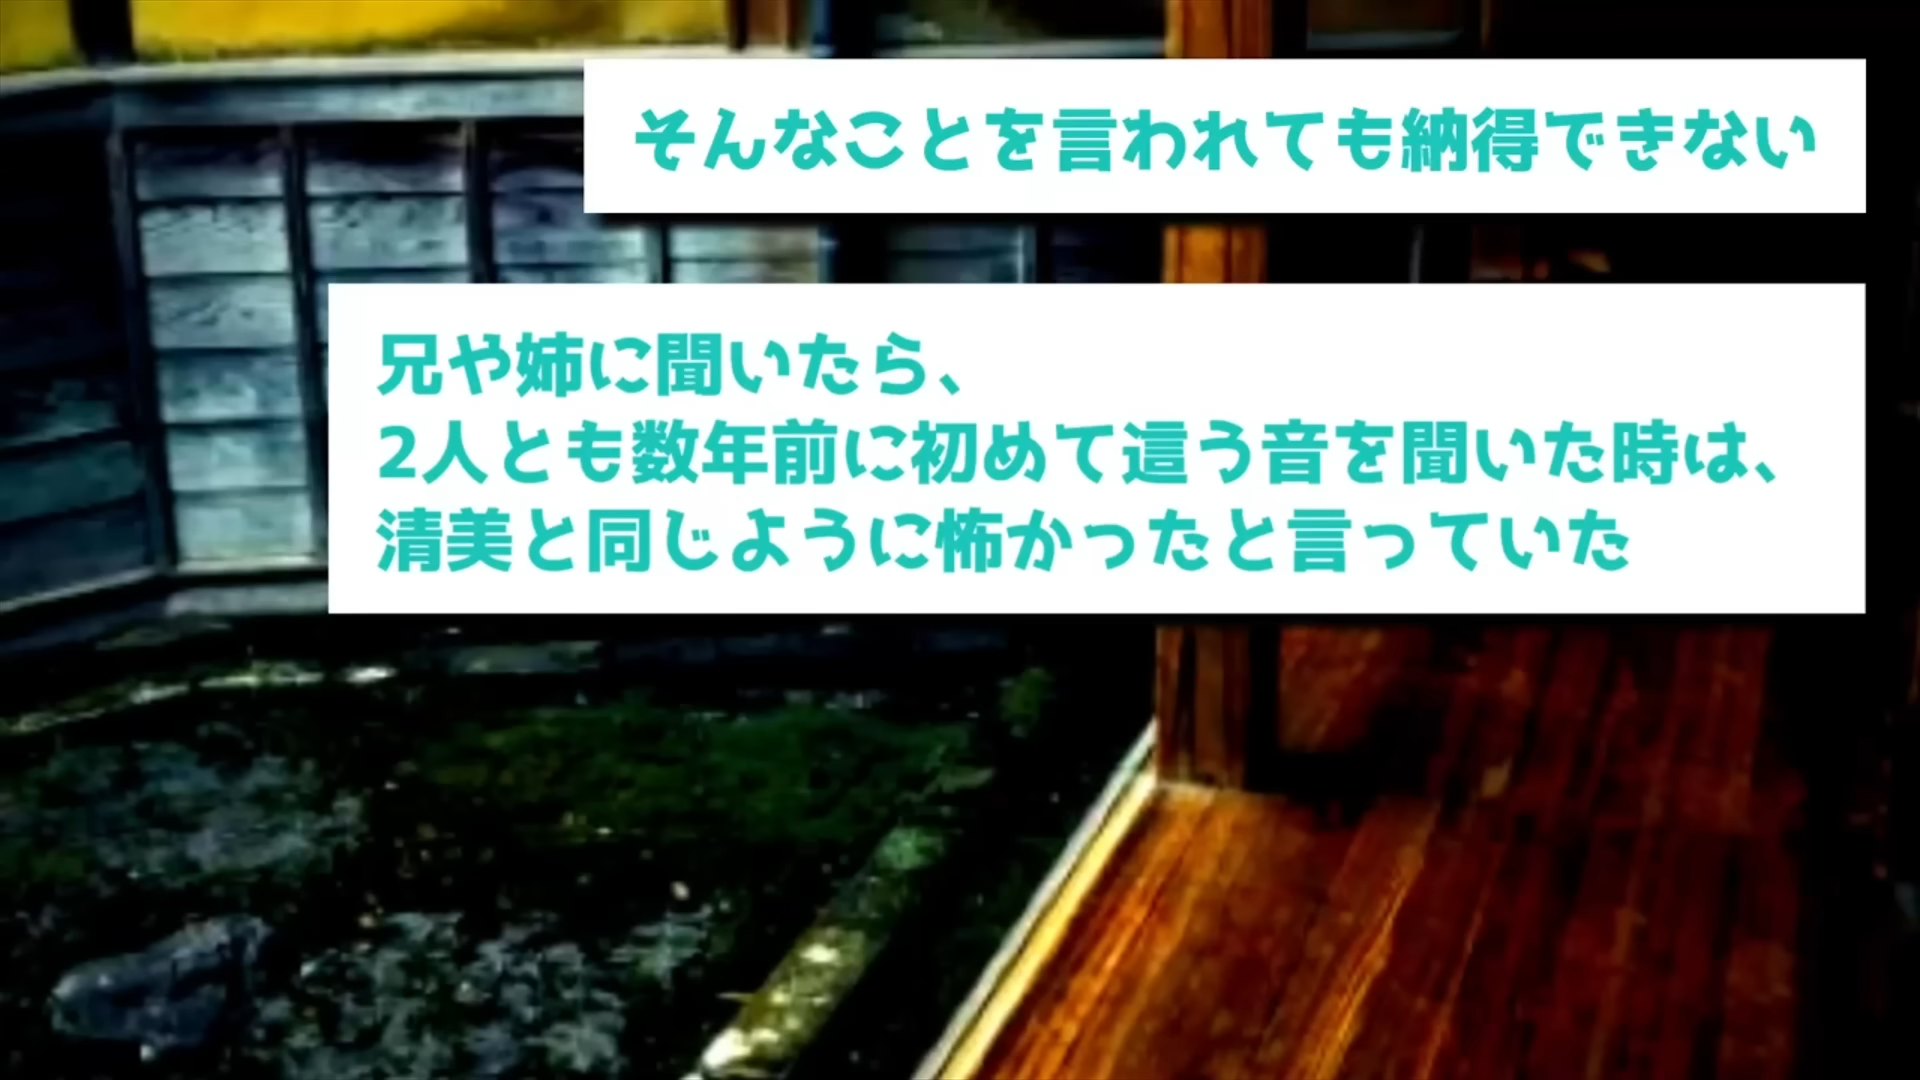 そんなことを言われても納得できない
兄や姉に聞いたら、
2人とも数年前に初めて這う音を聞いた時は、
清美と同じように怖かったと言っていた